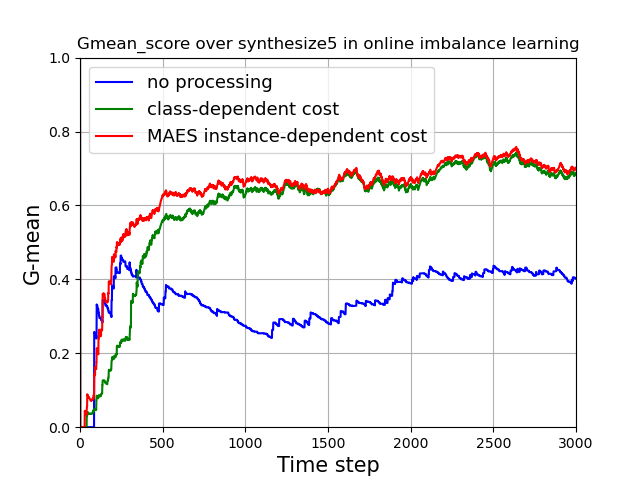 Gmean_score over synthesize5 in online imbalance learning
1.0
no processing
class-dependent cost
MAES instance-dependent cost
0.8
0.6
G-mean
0.4
0.2
0.0
0 500 1000 1500 2000 2500 3000
Time step